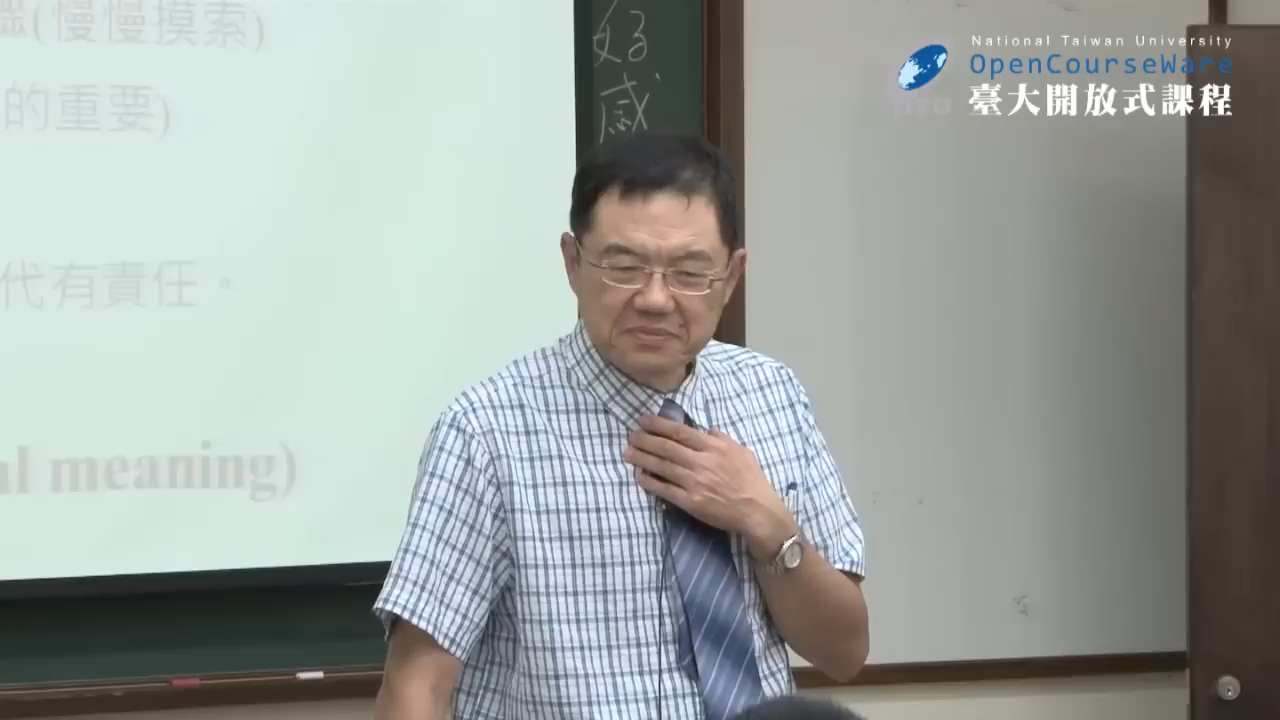 (慢慢摸索)
的重要)
代有責任。
al meaning)
好
感
National Taiwan University
OpenCourseWare
臺大開放式課程